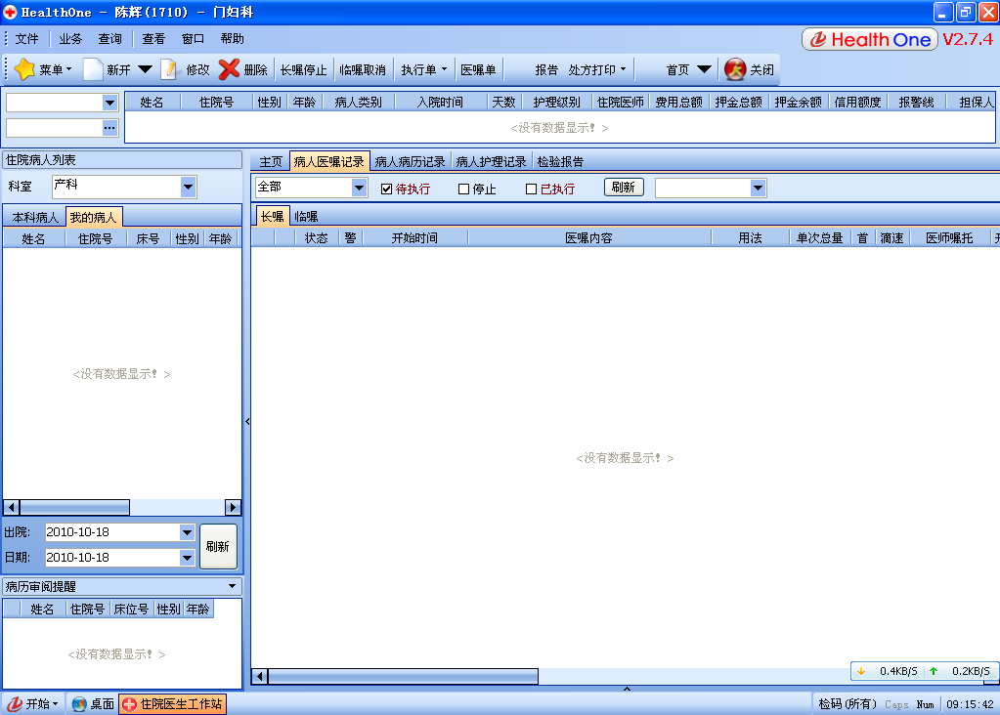 HealthOne - 陈辉(1710) - 门妇科
文件 业务 查询 查看 窗口 帮助
Health One V2.7.4
菜单 新开 修改 删除 长嘱停止 临嘱取消 执行单 医嘱单 报告 处方打印 首页 关闭
姓名 住院号 性别 年龄 病人类别 入院时间 天数 护理级别 住院医师 费用总额 押金总额 押金余额 信用额度 报警线 担保人
<没有数据显示! >
住院病人列表
科室 产科
本科病人 我的病人
姓名 住院号 床号 性别 年龄
<没有数据显示! >
出院: 2010-10-18
日期: 2010-10-18
刷新
病历审阅提醒
姓名 住院号 床位号 性别 年龄
<没有数据显示! >
主页 病人医嘱记录 病人病历记录 病人护理记录 检验报告
全部 待执行 停止 已执行 刷新
长嘱 临嘱
状态 警 开始时间 医嘱内容 用法 单次总量 首 滴速 医师嘱托
<没有数据显示! >
0.4KB/S 0.2KB/S
开始 桌面 住院医生工作站 检码(所有) Caps Num 09:15:42